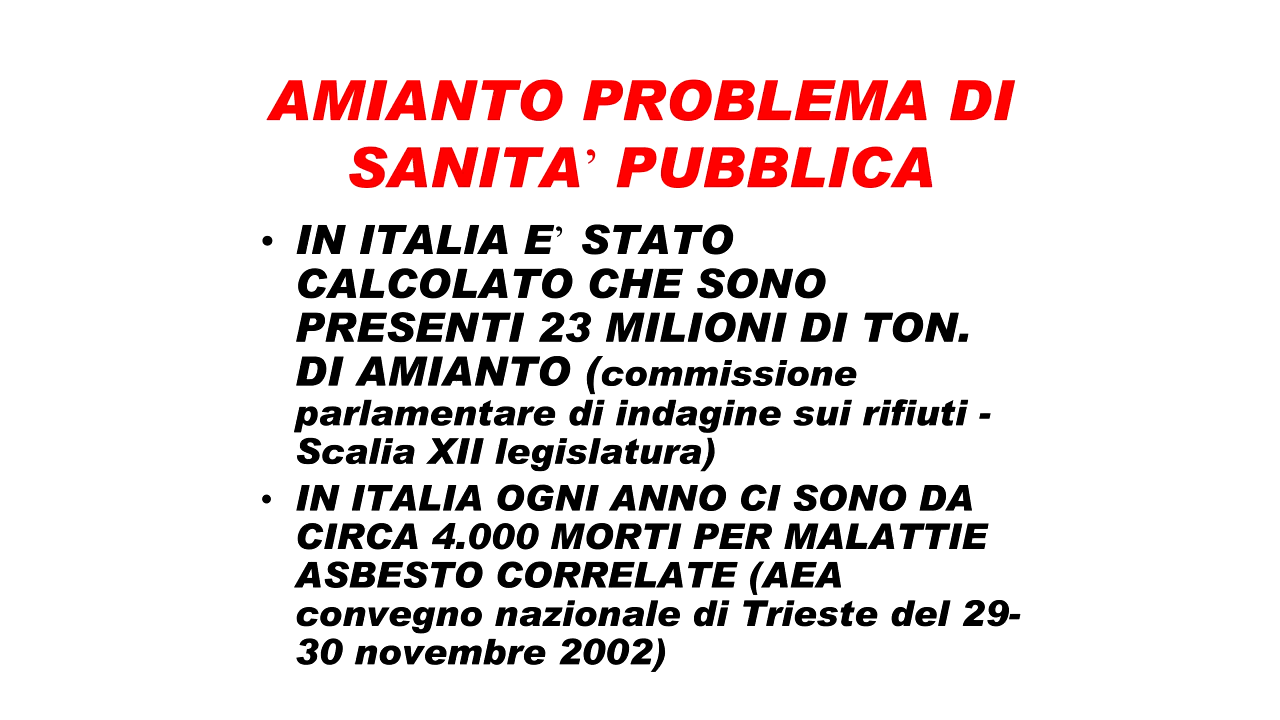 AMIANTO PROBLEMA DI
SANITA’ PUBBLICA
• IN ITALIA E’ STATO
CALCOLATO CHE SONO
PRESENTI 23 MILIONI DI TON.
DI AMIANTO (commissione
parlamentare di indagine sui rifiuti -
Scalia XII legislatura)
• IN ITALIA OGNI ANNO CI SONO DA
CIRCA 4.000 MORTI PER MALATTIE
ASBESTO CORRELATE (AEA
convegno nazionale di Trieste del 29-
30 novembre 2002)